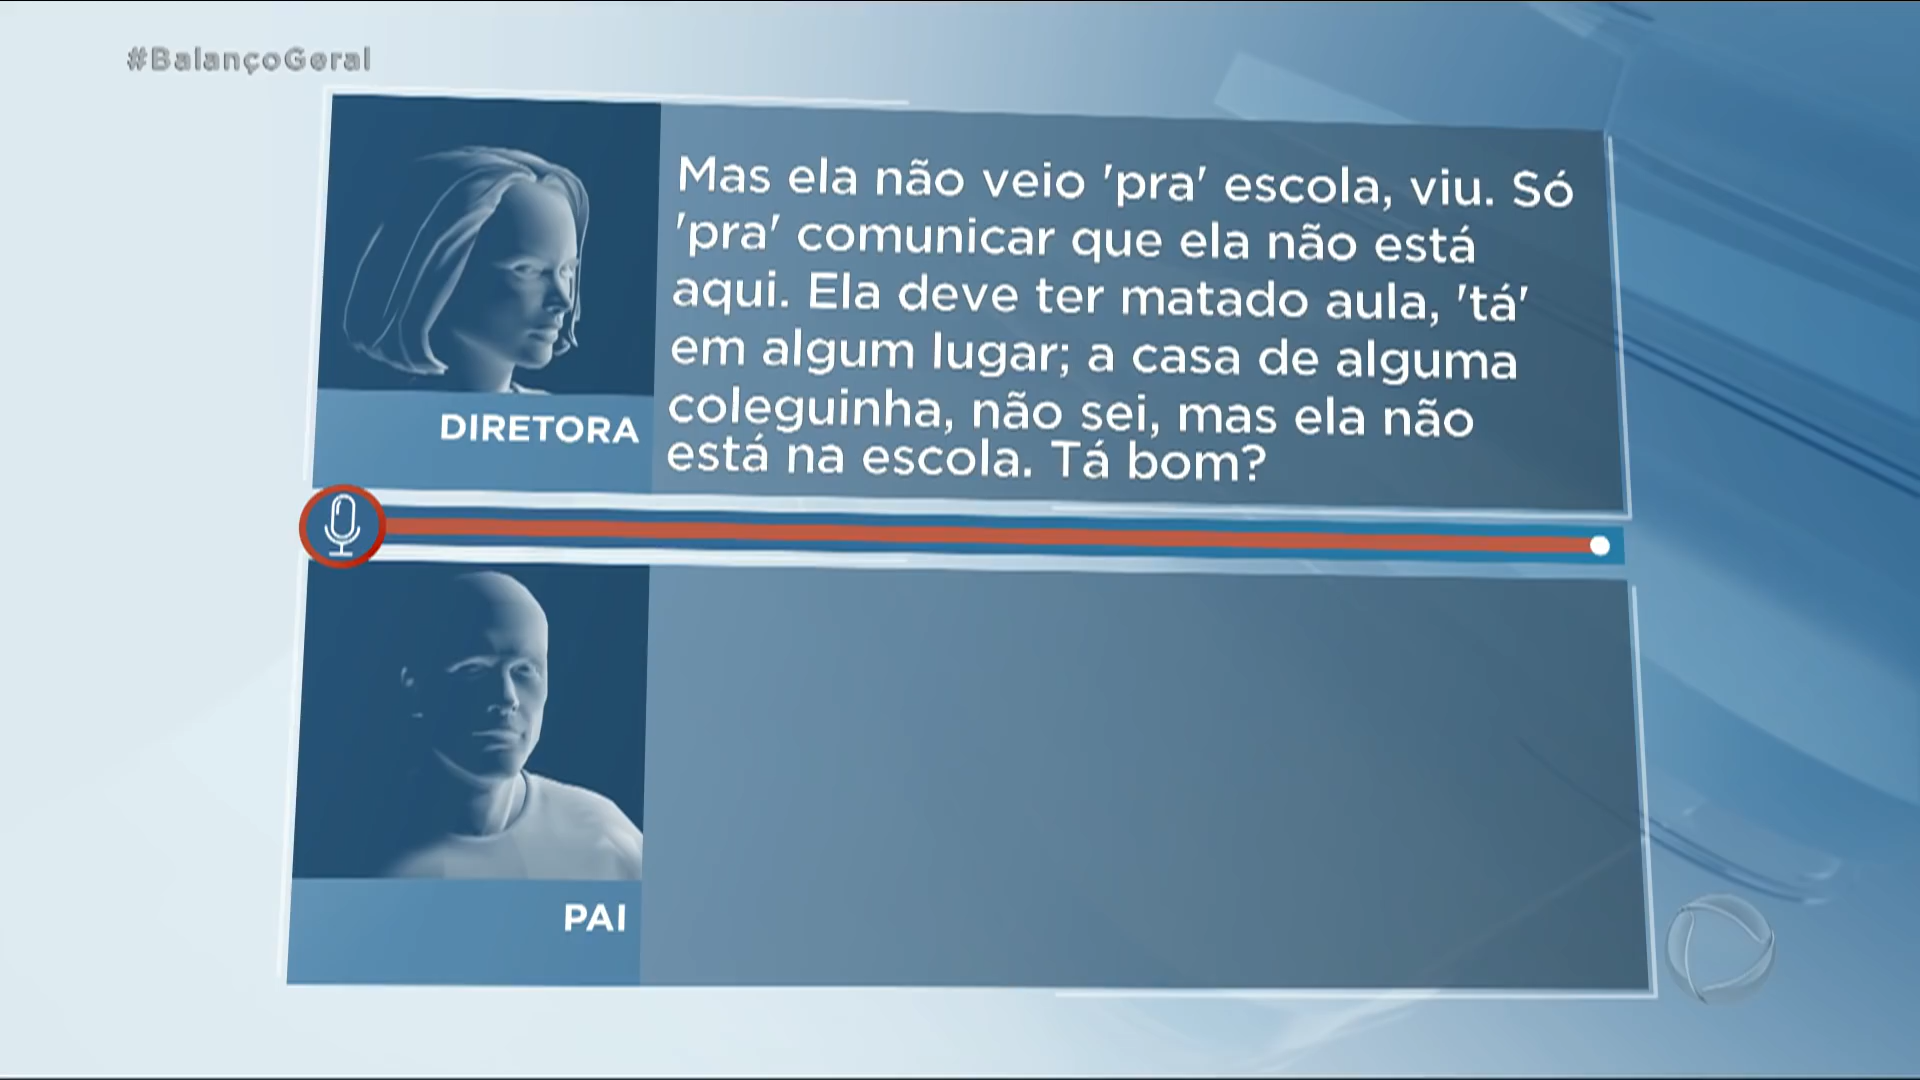 #BalançoGeral
Mas ela não veio 'pra' escola, viu. Só
'pra' comunicar que ela não está
aqui. Ela deve ter matado aula, 'tá'
em algum lugar; a casa de alguma
coleguinha, não sei, mas ela não
está na escola. Tá bom?
DIRETORA
PAI